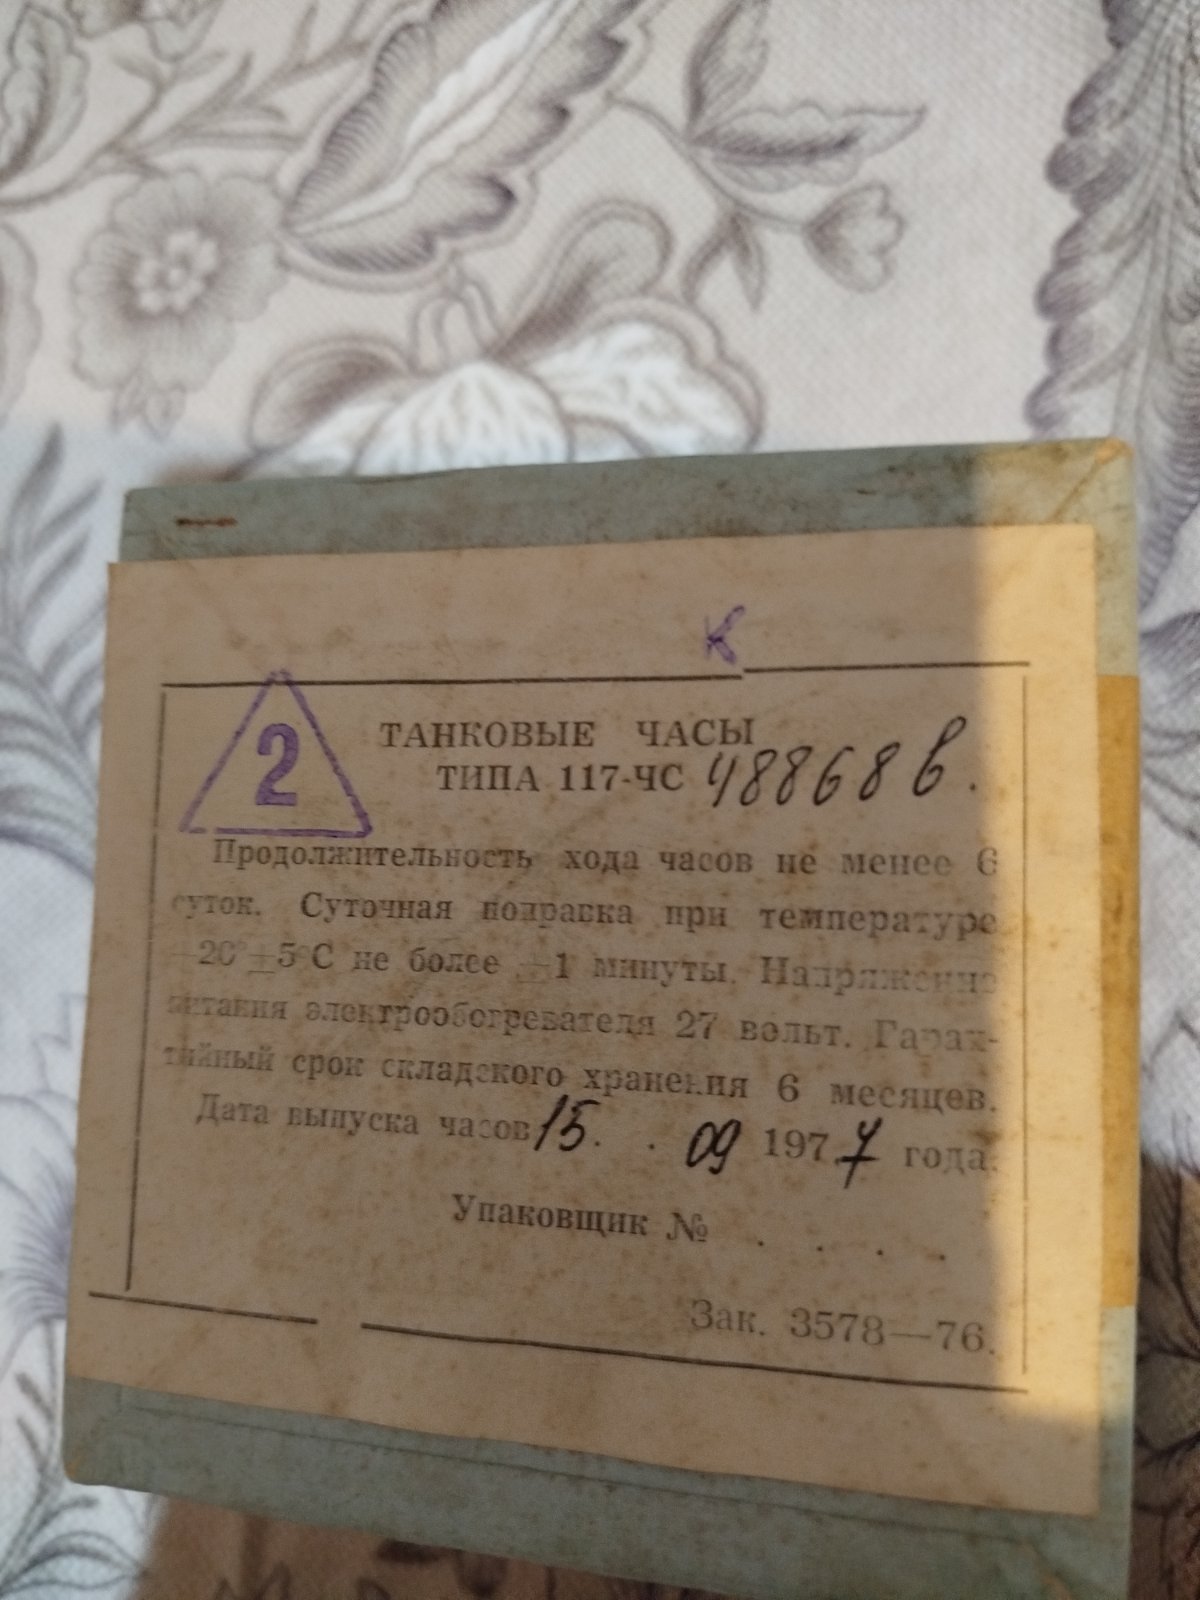 К
2
ТАНКОВЫЕ ЧАСЫ
ТИПА 117-ЧС 488688 в.
Продолжительность хода часов не менее 6
суток. Суточная поправка при температуре
+20°±5°С не более ±1 минуты. Напряжение
питания электрообогревателя 27 вольт. Гаран-
тийный срок складского хранения 6 месяцев.
Дата выпуска часов 15. . 09 1977 года.
Упаковщик № . . . .
Зак. 3578—76.